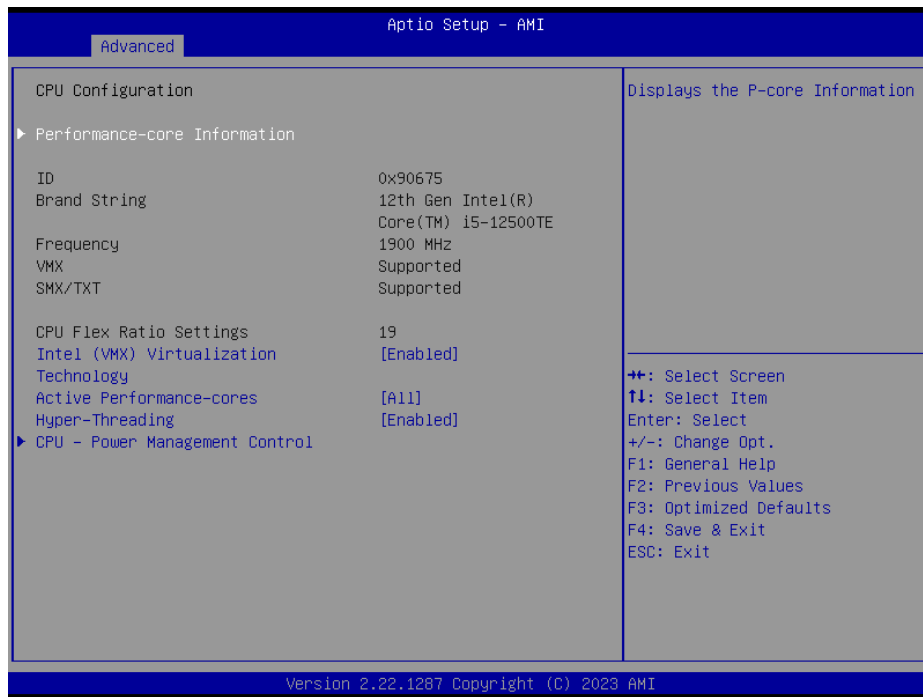 Aptio Setup – AMI
Advanced
CPU Configuration
Performance-core Information
ID 0x90675
Brand String 12th Gen Intel(R)
Core(TM) i5-12500TE
Frequency 1900 MHz
VMX Supported
SMX/TXT Supported
CPU Flex Ratio Settings 19
Intel (VMX) Virtualization [Enabled]
Technology
Active Performance-cores [All]
Hyper-Threading [Enabled]
CPU – Power Management Control
Displays the P-core Information
→←: Select Screen
↑↓: Select Item
Enter: Select
+/-: Change Opt.
F1: General Help
F2: Previous Values
F3: Optimized Defaults
F4: Save & Exit
ESC: Exit
Version 2.22.1287 Copyright (C) 2023 AMI